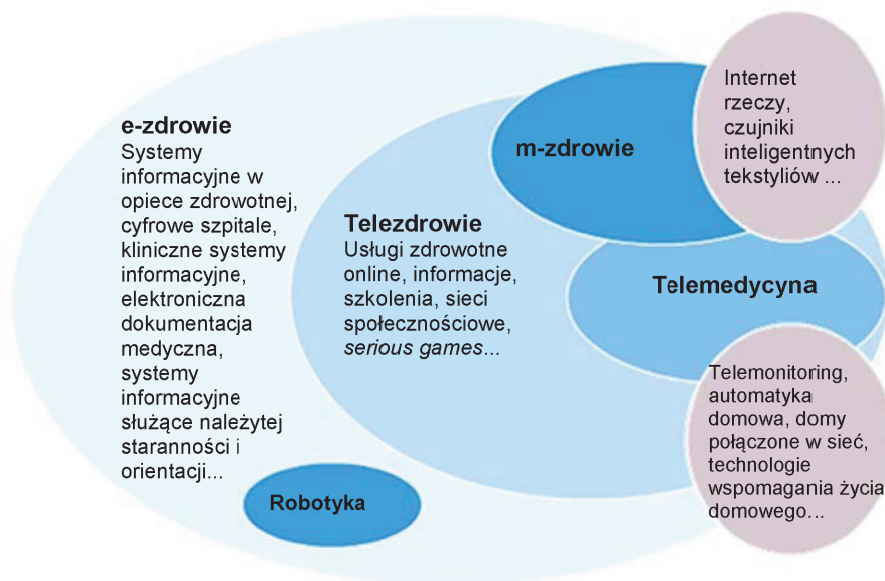 e-zdrowie
Systemy
informacyjne w
opiece zdrowotnej,
cyfrowe szpitale,
kliniczne systemy
informacyjne,
elektroniczna
dokumentacja
medyczna,
systemy
informacyjne
służące należytej
staranności i
orientacji...
Robotyka
Telezdrowie
Usługi zdrowotne
online, informacje,
szkolenia, sieci
społecznościowe,
serious games...
m-zdrowie
Internet
rzeczy,
czujniki
inteligentnych
tekstyliów ...
Telemedycyna
Telemonitoring,
automatyka
domowa, domy
połączone w sieć,
technologie
wspomagania życia
domowego...